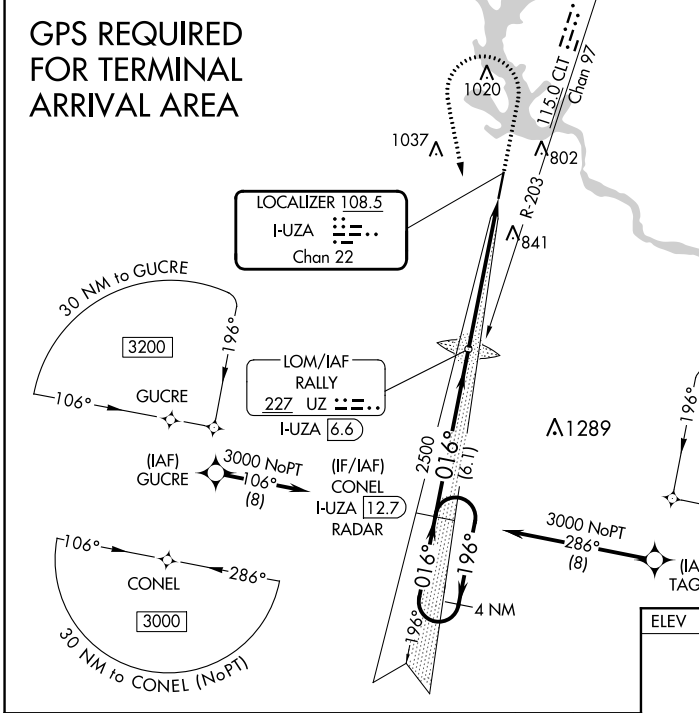 GPS REQUIRED
FOR TERMINAL
ARRIVAL AREA
1020
115.0 CLT
Chan 97
1037
802
R-203
841
LOCALIZER 108.5
I-UZA
Chan 22
30 NM to GUCRE
3200
196°
106°
GUCRE
LOM/IAF
RALLY
227 UZ
I-UZA 6.6
1289
2500
016°
(6.1)
196°
(IAF)
GUCRE
3000 NoPT
106°
(8)
(IF/IAF)
CONEL
I-UZA 12.7
RADAR
3000 NoPT
286°
(8)
(IA
TAG
016°
196°
4 NM
196°
106°
286°
CONEL
3000
30 NM to CONEL (NoPT)
ELEV